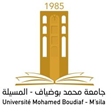 1985
جامعة محمد بوضياف - المسيلة
Université Mohamed Boudiaf - M'sila